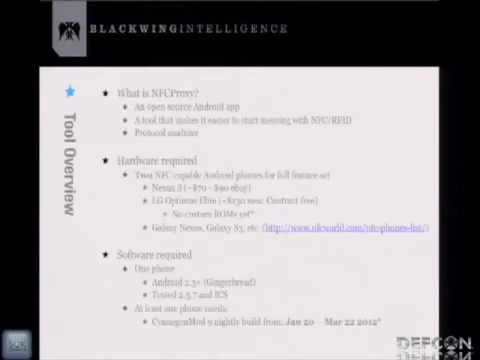 BLACKWINGINTELLIGENCE
Tool Overview
What is NFCProxy?
An open source Android app
A tool that makes it easier to start messing with NFC/RFID
Protocol analyzer
Hardware required
Two NFC capable Android phones for full feature set
Nexus S (~$70 - $90 ebay)
LG Optimus Elite (~$130 new. Contract free)
No custom ROMs yet*
Galaxy Nexus, Galaxy S3, etc. (http://www.nfcworld.com/nfc-phones-list/)
Software required
One phone
Android 2.3+ (Gingerbread)
Tested 2.3.7 and ICS
At least one phone needs:
CyanogenMod 9 nightly build from: Jan 20 – Mar 22 2012*
DEFCON